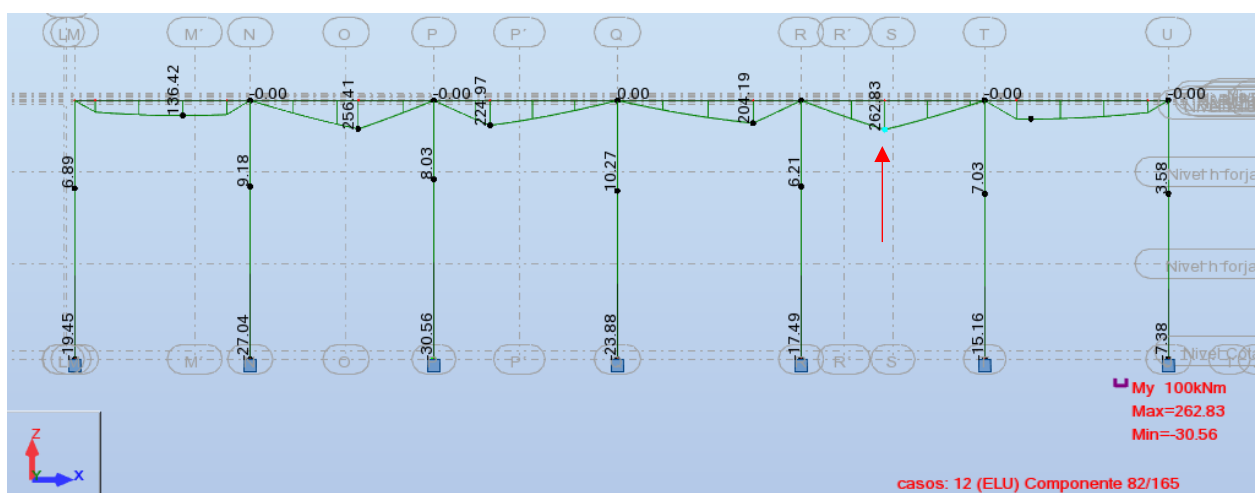 M M' N O P P' Q R R' S T U
136.42 -0.00 256.41 -0.00 224.97 0.00 204.19 262.83 -0.00 -0.00
6.89 9.18 8.03 10.27 6.21 7.03 3.58
Nivel h forja
Nivel h forja
19.45 27.04 30.56 23.88 17.49 15.16 7.38
M' N O P P' Q R R' S T
My 100kNm
Max=262.83
Min=-30.56
Z
X
casos: 12 (ELU) Componente 82/165